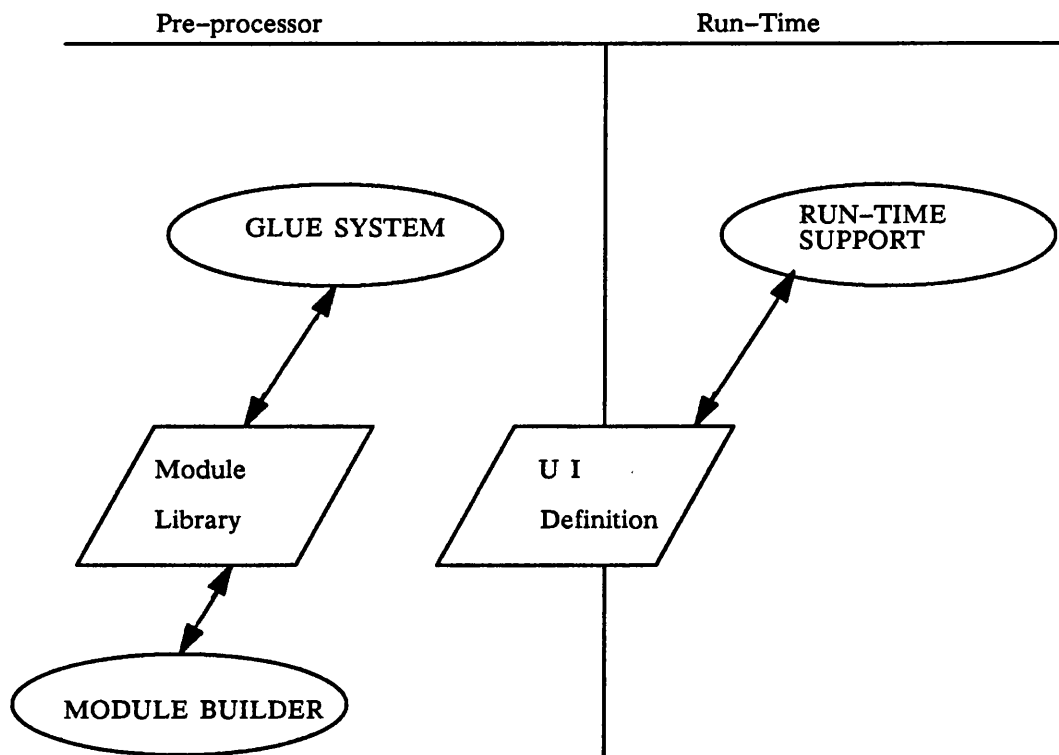 Pre-processor
Run-Time
GLUE SYSTEM
RUN-TIME
SUPPORT
Module
Library
U I
Definition
MODULE BUILDER